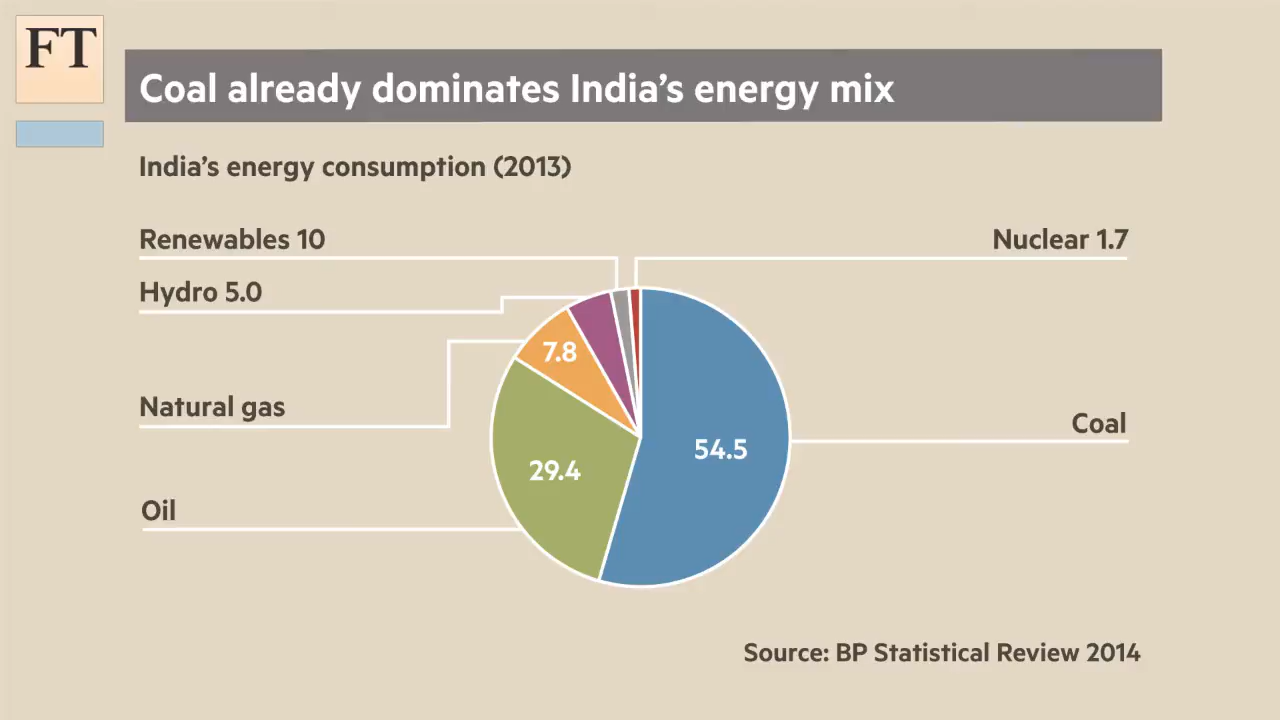 FT
Coal already dominates India's energy mix
India's energy consumption (2013)
Renewables 10
Nuclear 1.7
Hydro 5.0
7.8
Natural gas
Coal
54.5
29.4
Oil
Source: BP Statistical Review 2014